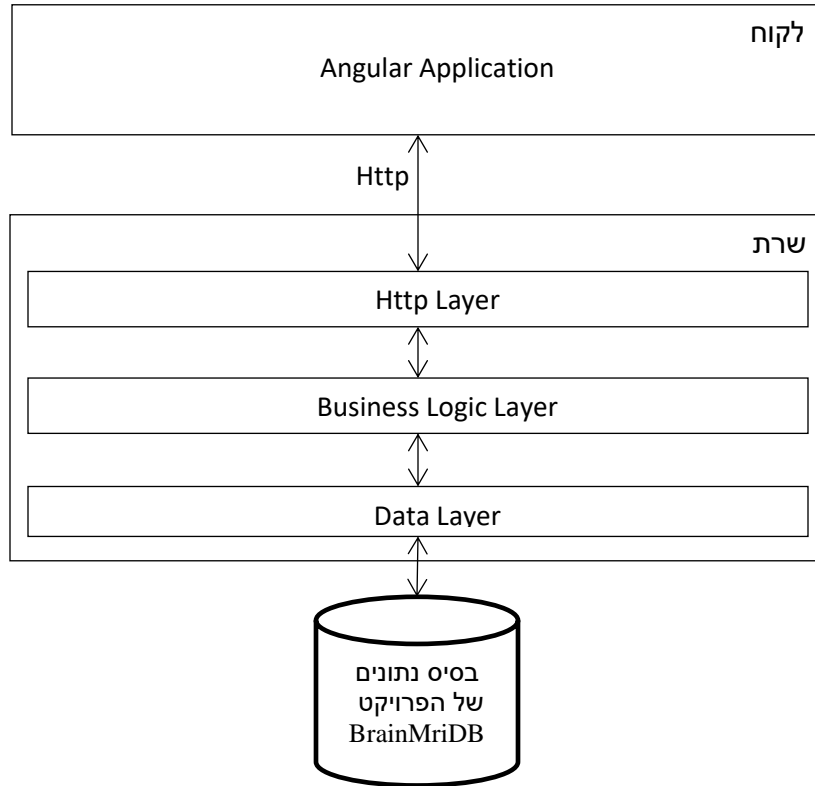 לקוח
Angular Application
Http
שרת
Http Layer
Business Logic Layer
Data Layer
בסיס נתונים
של הפרויקט
BrainMriDB